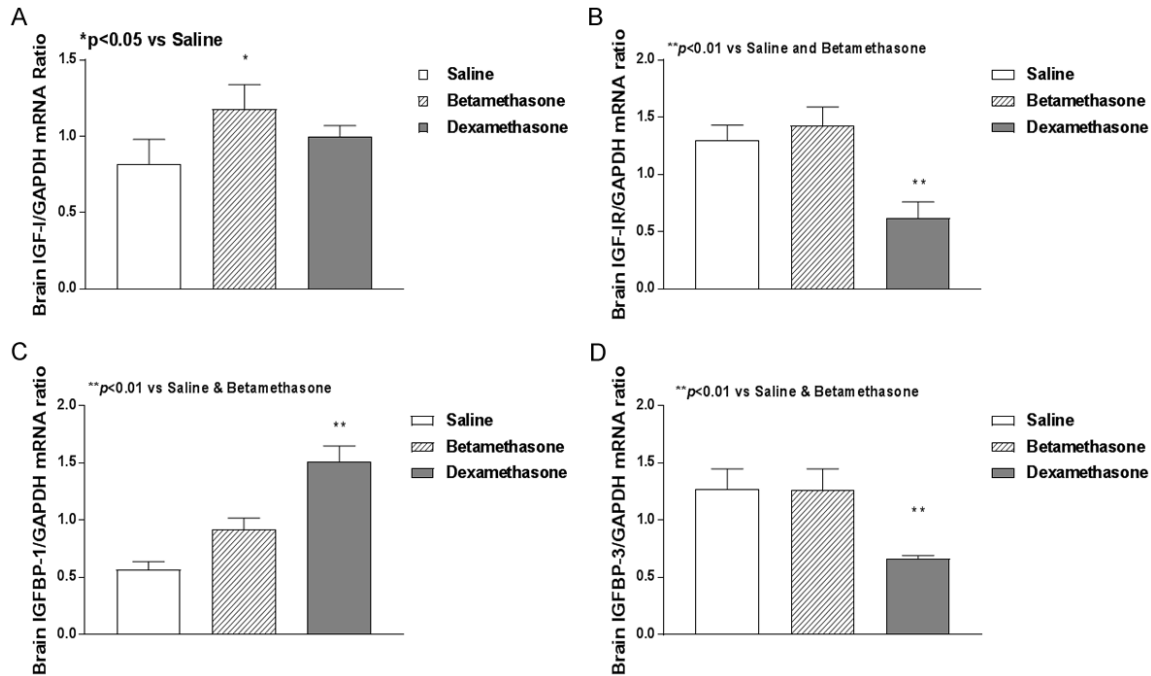 A
*p<0.05 vs Saline
Brain IGF-I/GAPDH mRNA Ratio
1.5
1.0
0.5
0.0
*
Saline
Betamethasone
Dexamethasone
B
**p<0.01 vs Saline and Betamethasone
Brain IGF-IR/GAPDH mRNA ratio
2.0
1.5
1.0
0.5
0.0
**
Saline
Betamethasone
Dexamethasone
C
**p<0.01 vs Saline & Betamethasone
Brain IGFBP-1/GAPDH mRNA ratio
2.0
1.5
1.0
0.5
0.0
**
Saline
Betamethasone
Dexamethasone
D
**p<0.01 vs Saline & Betamethasone
Brain IGFBP-3/GAPDH mRNA ratio
2.0
1.5
1.0
0.5
0.0
**
Saline
Betamethasone
Dexamethasone